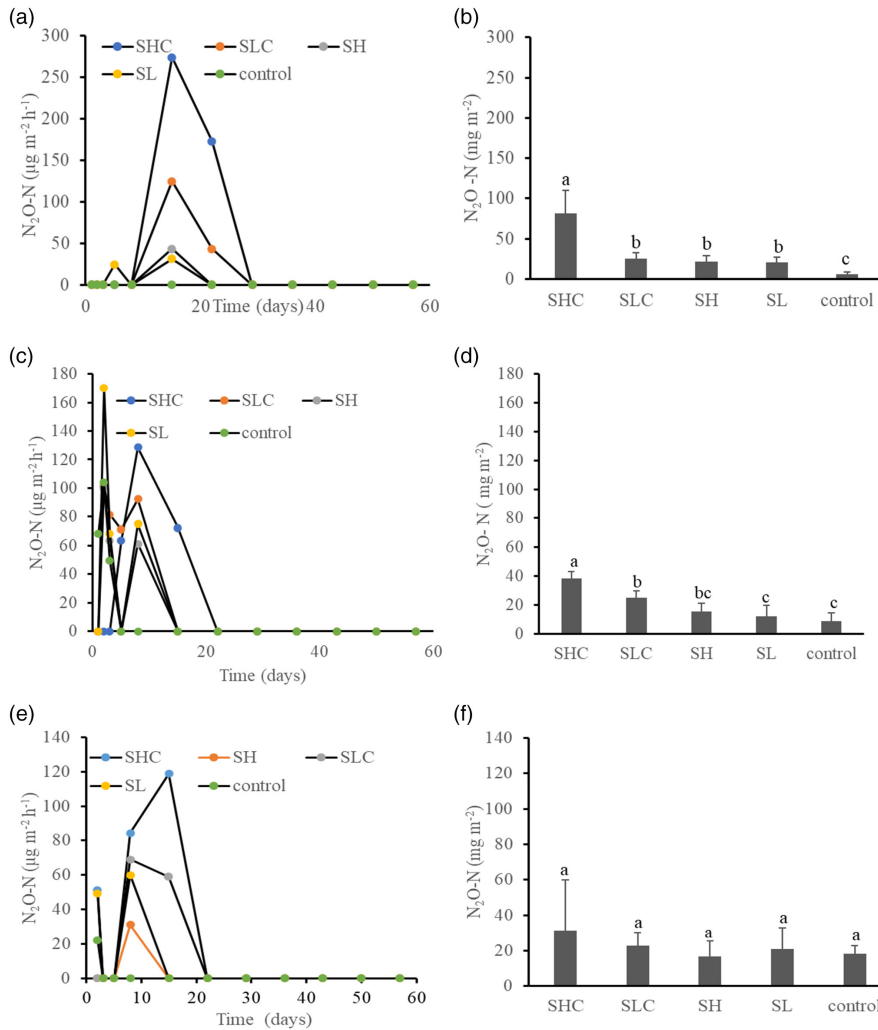 (a)
SHC SLC SH
SL control
N₂O-N (µg m⁻² h⁻¹)
300
250
200
150
100
50
0
0 20 40 60
Time (days)
(b)
N₂O -N (mg m⁻²)
300
250
200
150
100
50
0
a b b b c
SHC SLC SH SL control
(c)
SHC SLC SH
SL control
N₂O-N (µg m⁻² h⁻¹)
180
160
140
120
100
80
60
40
20
0
0 20 40 60
Time (days)
(d)
N₂O- N ( mg m⁻²)
180
160
140
120
100
80
60
40
20
0
a b bc c c
SHC SLC SH SL control
(e)
SHC SH SLC
SL control
N₂O-N (µg m⁻² h⁻¹)
140
120
100
80
60
40
20
0
0 10 20 30 40 50 60
Time (days)
(f)
N₂O-N (mg m⁻²)
140
120
100
80
60
40
20
0
a a a a a
SHC SLC SH SL control